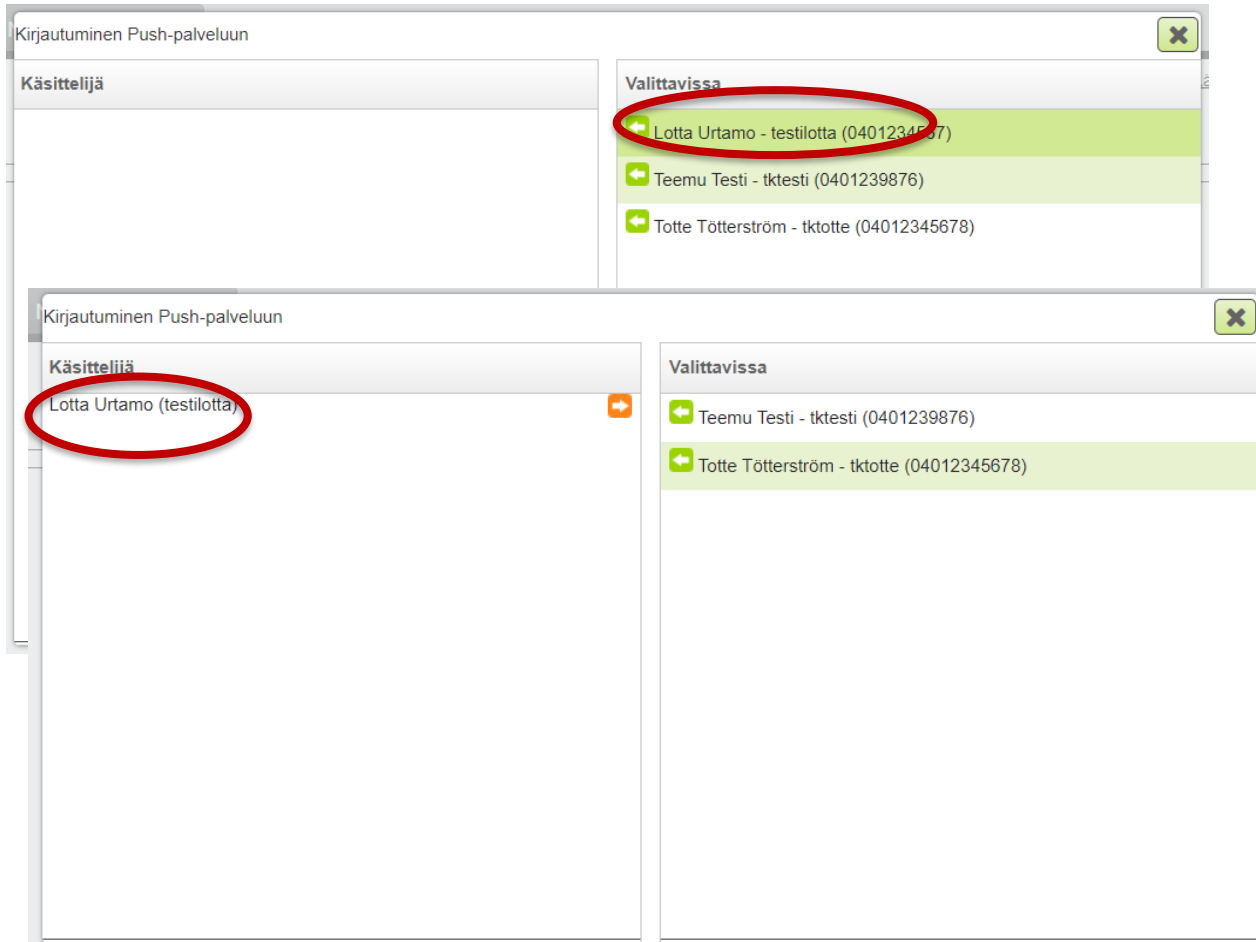 Kirjautuminen Push-palveluun
Käsittelijä
Valittavissa
Lotta Urtamo - testilotta (0401234567)
Teemu Testi - tktesti (0401239876)
Totte Tötterström - tktotte (04012345678)
Kirjautuminen Push-palveluun
Käsittelijä
Valittavissa
Lotta Urtamo (testilotta)
Teemu Testi - tktesti (0401239876)
Totte Tötterström - tktotte (04012345678)